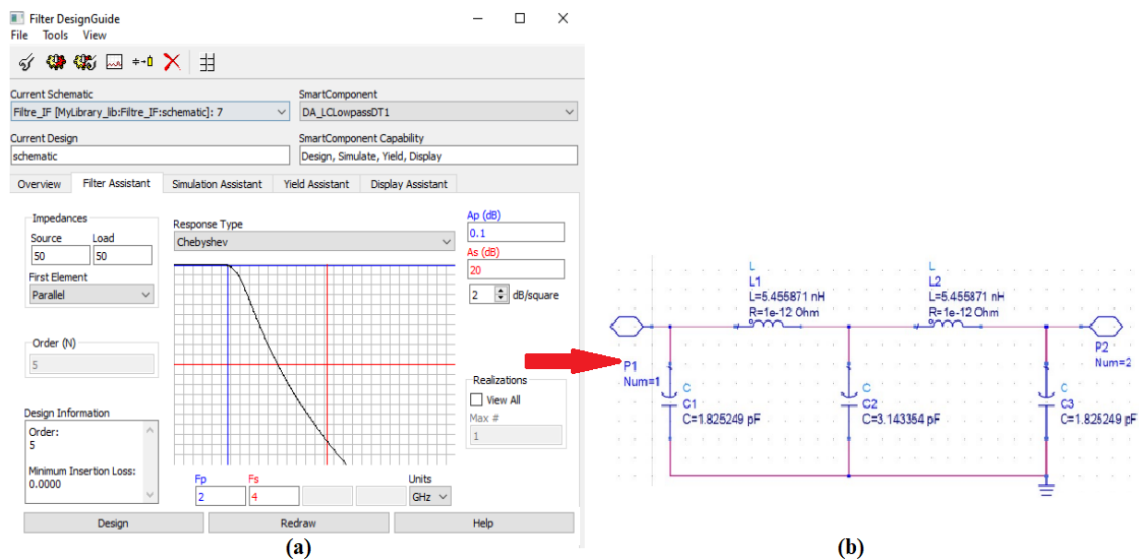 Filter DesignGuide
File Tools View
Current Schematic
Filtre_IF [MyLibrary_lib:Filtre_IF:schematic]: 7
SmartComponent
DA_LCLowpassDT1
Current Design
schematic
SmartComponent Capability
Design, Simulate, Yield, Display
Overview Filter Assistant Simulation Assistant Yield Assistant Display Assistant
Impedances
Source Load
50 50
First Element
Parallel
Order (N)
5
Design Information
Order:
5
Minimum Insertion Loss:
0.0000
Response Type
Chebyshev
Ap (dB)
0.1
As (dB)
20
2 dB/square
Realizations
View All
Max #
1
Fp Fs Units
2 4 GHz
Design Redraw Help
(a)
L
L1
L=5.455871 nH
R=1e-12 Ohm
L
L2
L=5.455871 nH
R=1e-12 Ohm
P1
Num=1
P2
Num=2
C
C1
C=1.825249 pF
C
C2
C=3.143354 pF
C
C3
C=1.825249 pF
(b)